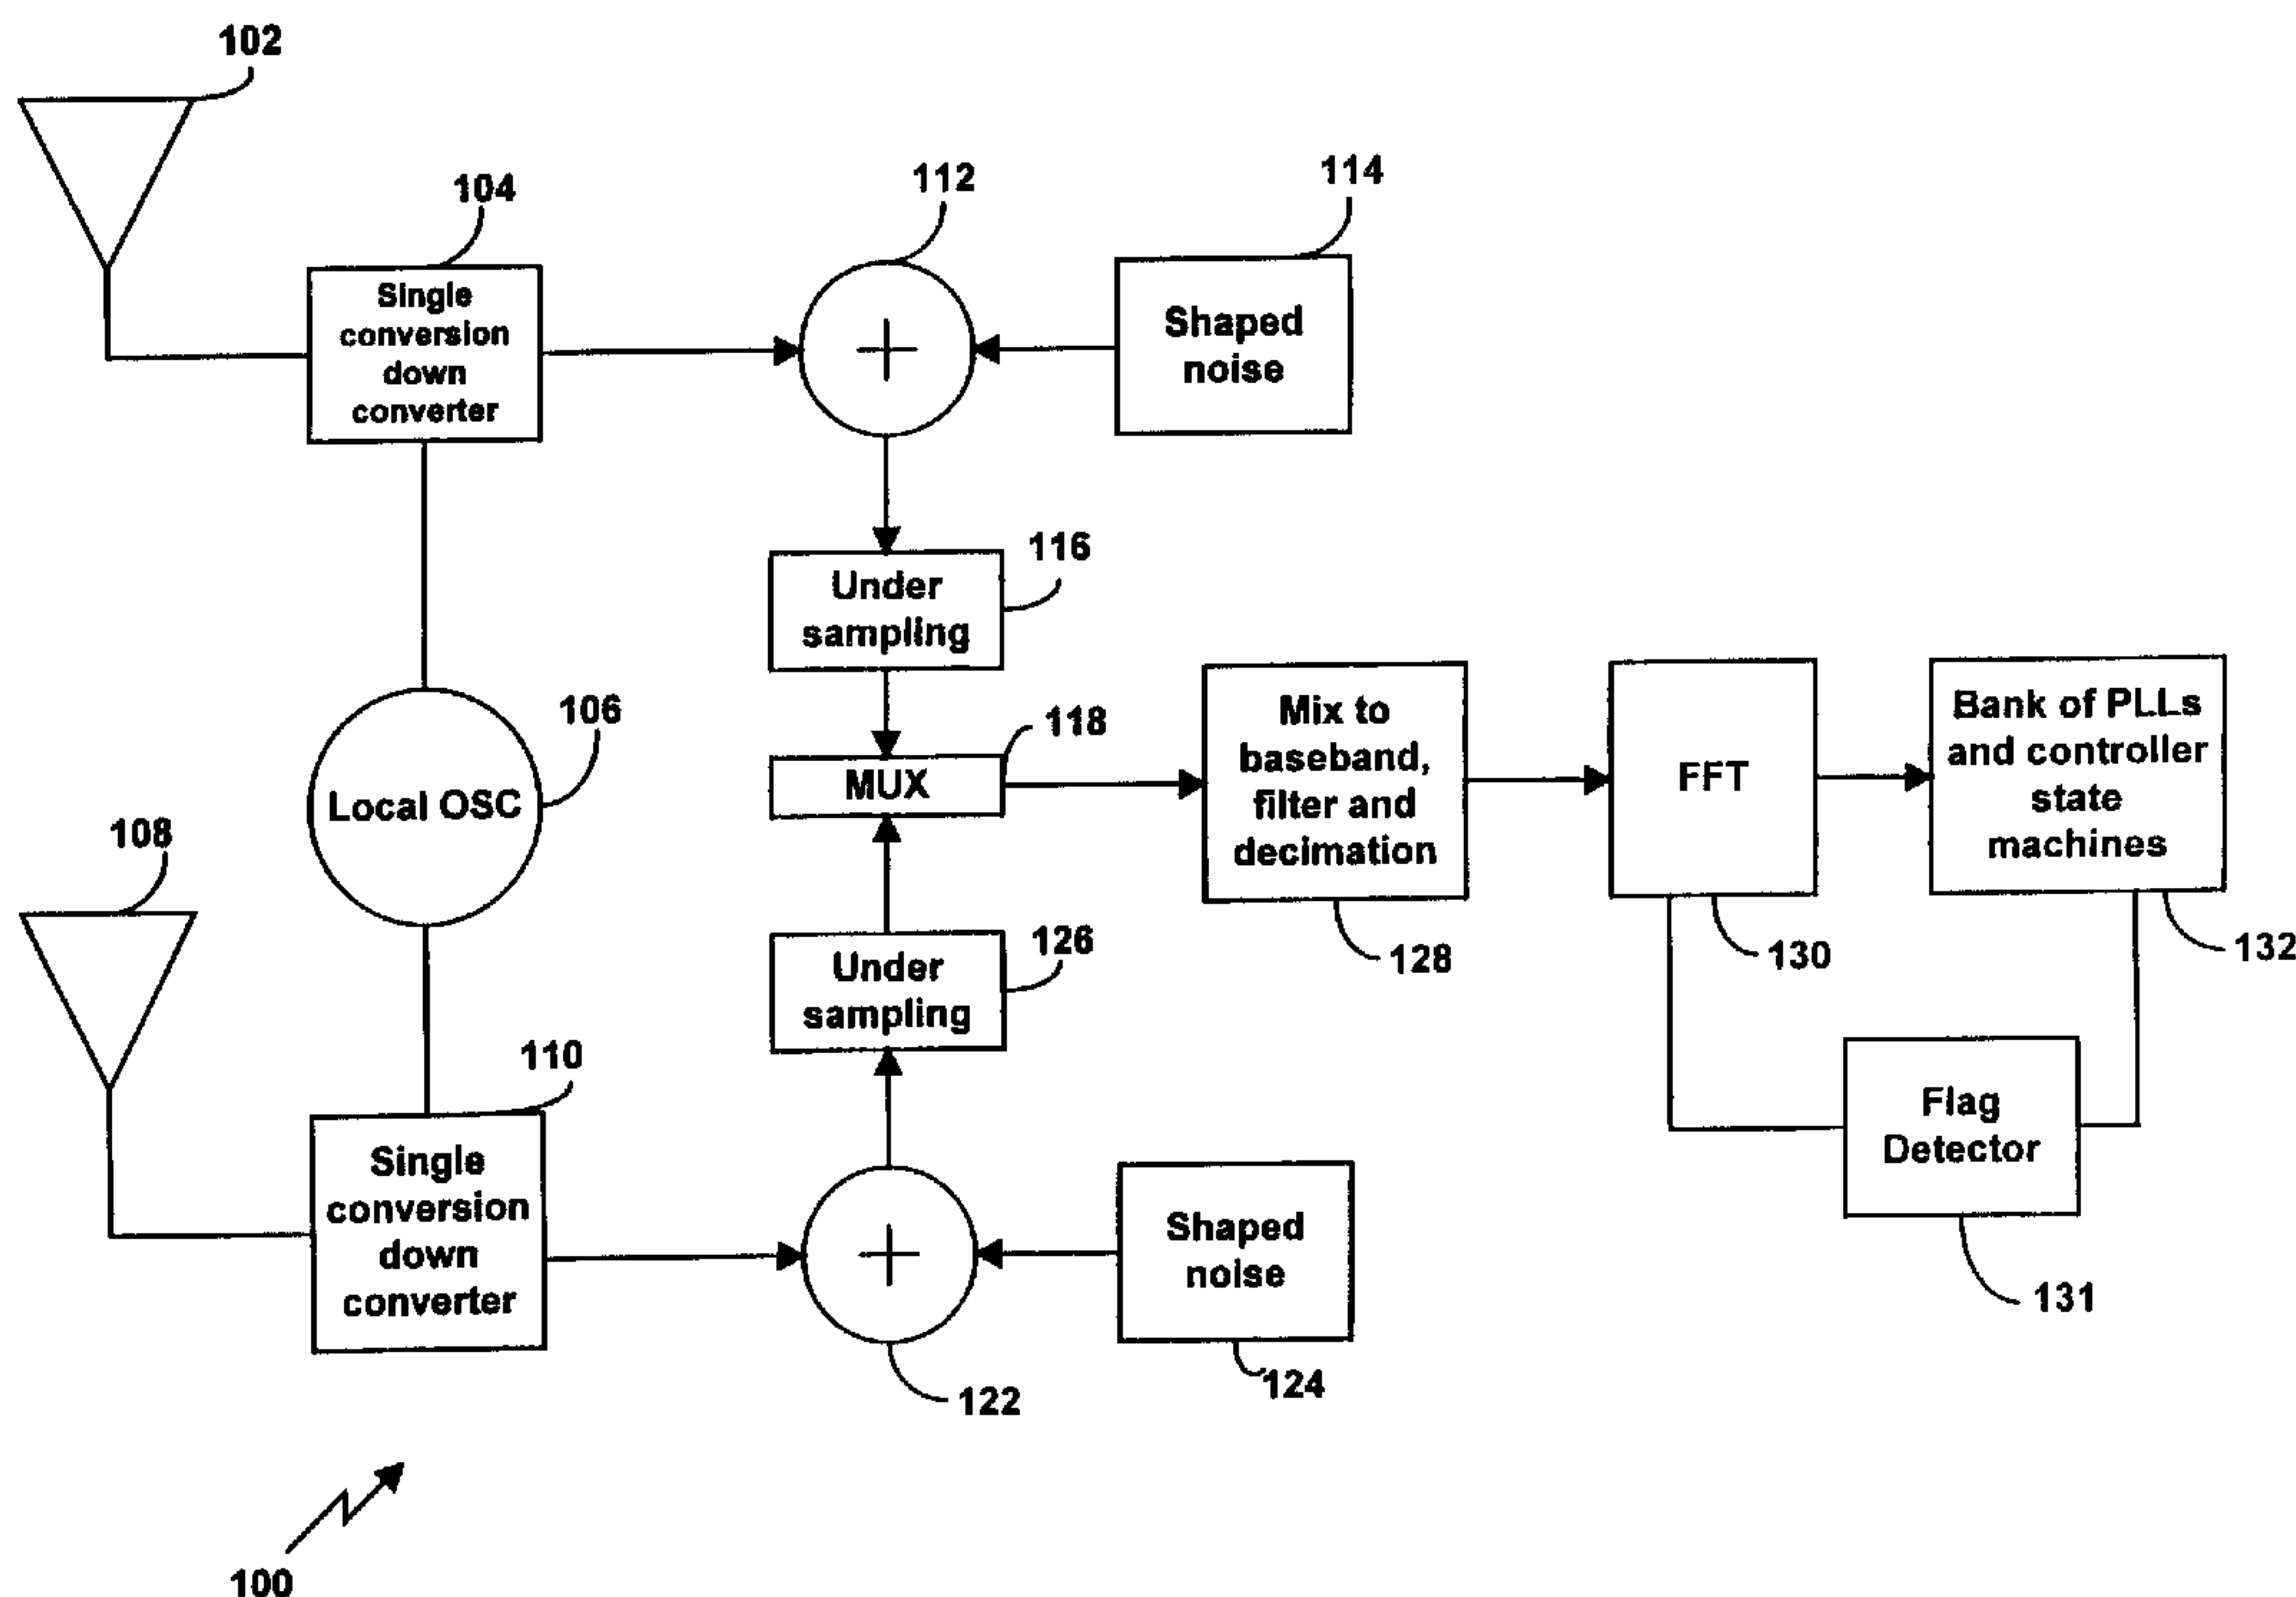 102
104
Single
conversion
down
converter
112
+
114
Shaped
noise
116
Under
sampling
106
Local OSC
118
MUX
Mix to
baseband,
filter and
decimation
128
FFT
130
Bank of PLLs
and controller
state
machines
132
108
126
Under
sampling
110
Single
conversion
down
converter
+
122
Shaped
noise
124
Flag
Detector
131
100